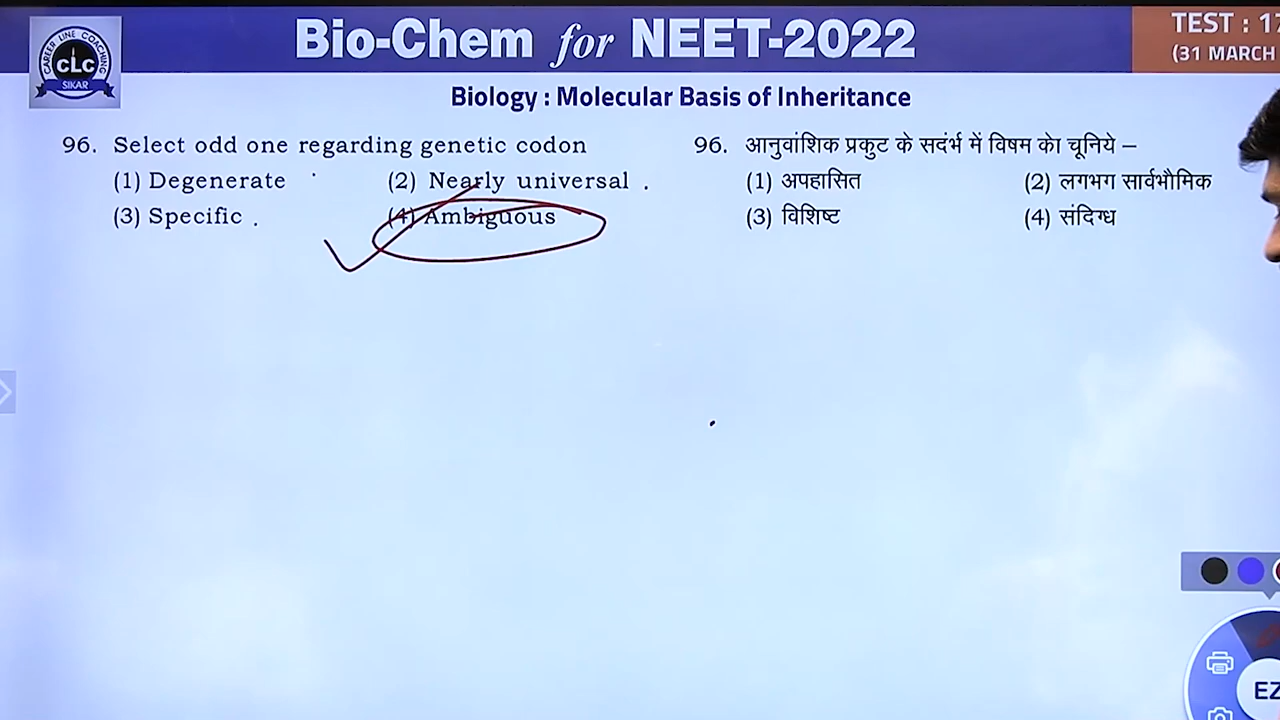 CAREER LINE COACHING
CLC
SIKAR
Bio-Chem for NEET-2022
TEST : 17
(31 MARCH
Biology : Molecular Basis of Inheritance
96. Select odd one regarding genetic codon
(1) Degenerate (2) Nearly universal .
(3) Specific . (4) Ambiguous
96. आनुवांशिक प्रकुट के सदंर्भ में विषम केा चूनिये –
(1) अपहासित (2) लगभग सार्वभौमिक
(3) विशिष्ट (4) संदिग्ध
EZ